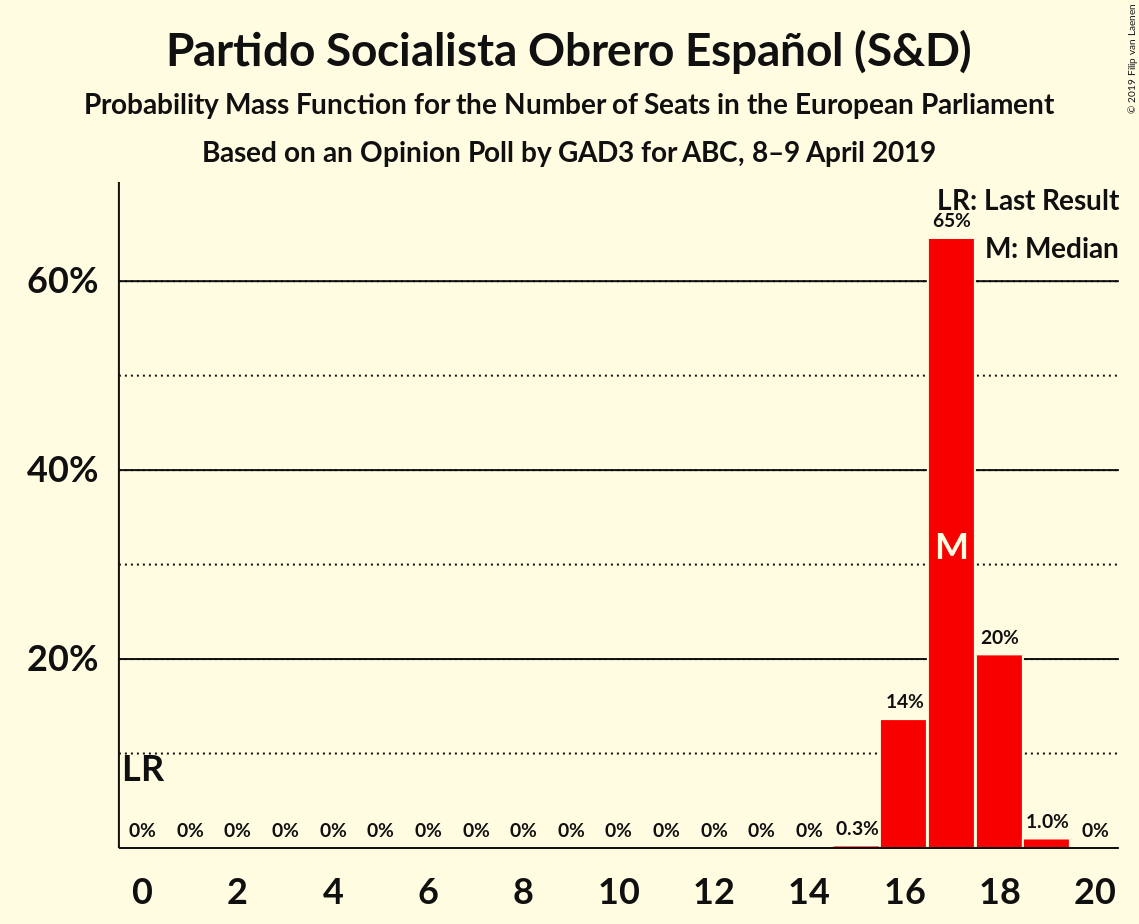 Partido Socialista Obrero Español (S&D)
Probability Mass Function for the Number of Seats in the European Parliament
Based on an Opinion Poll by GAD3 for ABC, 8–9 April 2019
© 2019 Filip van Laenen
LR: Last Result
M: Median
65%
60%
40%
M
20%
20%
14%
LR
0% 0% 0% 0% 0% 0% 0% 0% 0% 0% 0% 0% 0% 0% 0% 0.3% 1.0% 0%
0 2 4 6 8 10 12 14 16 18 20